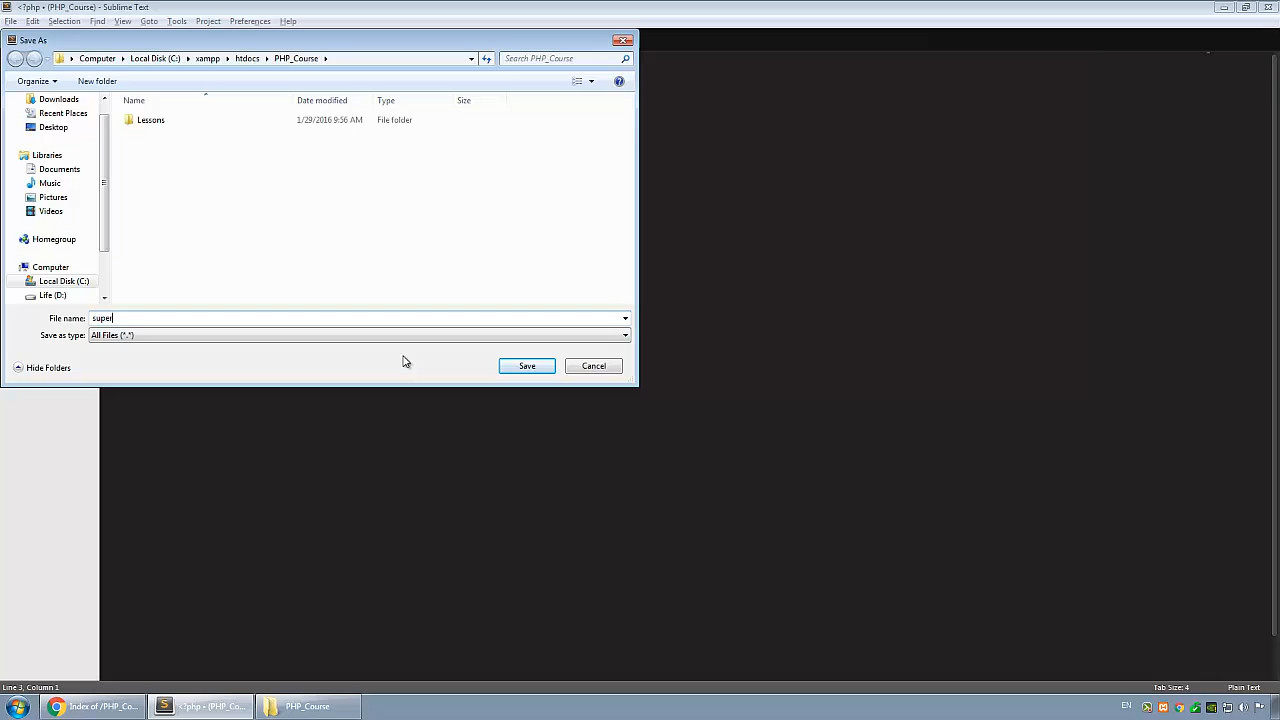 <?php • (PHP_Course) - Sublime Text
File Edit Selection Find View Goto Tools Project Preferences Help
Save As
Computer Local Disk (C:) xampp htdocs PHP_Course
Search PHP_Course
Organize New folder
Name Date modified Type Size
Downloads
Recent Places
Desktop
Libraries
Documents
Music
Pictures
Videos
Homegroup
Computer
Local Disk (C:)
Life (D:)
Lessons 1/29/2016 9:56 AM File folder
File name: super
Save as type: All Files (*.*)
Hide Folders
Save Cancel
Line 3, Column 1 Tab Size: 4 Plain Text
Index of /PHP_Co... <?php • (PHP_Co... PHP_Course EN